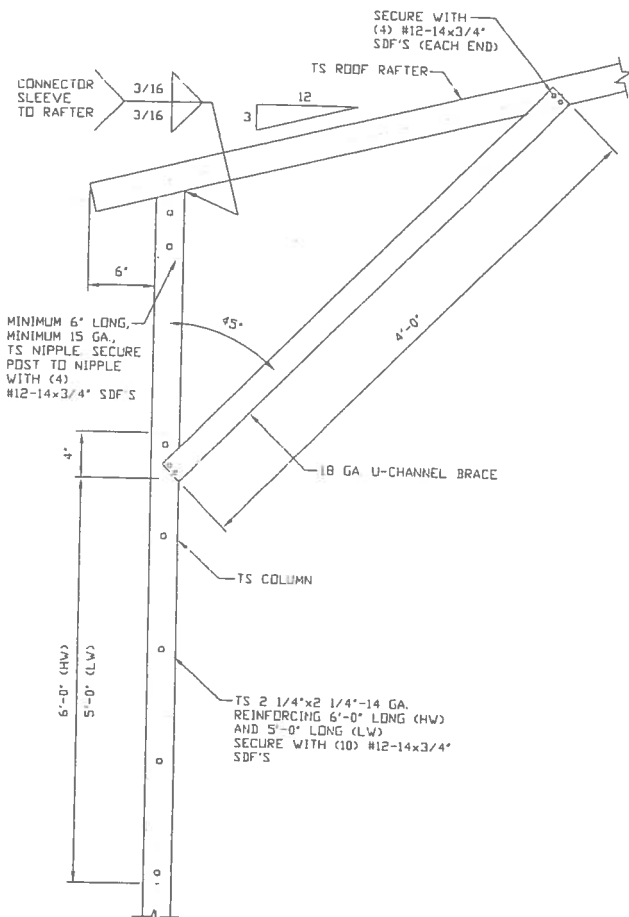 SECURE WITH
(4) #12-14x3/4"
SDF'S (EACH END)
TS ROOF RAFTER
CONNECTOR
SLEEVE
TO RAFTER
3/16
3/16
12
3
6"
MINIMUM 6" LONG,
MINIMUM 15 GA.,
TS NIPPLE SECURE
POST TO NIPPLE
WITH (4)
#12-14x3/4" SDF'S
45°
4'-0"
4"
18 GA U-CHANNEL BRACE
TS COLUMN
6'-0" (HW)
5'-0" (LW)
TS 2 1/4"x2 1/4"-14 GA.
REINFORCING 6'-0" LONG (HW)
AND 5'-0" LONG (LW)
SECURE WITH (10) #12-14x3/4"
SDF'S